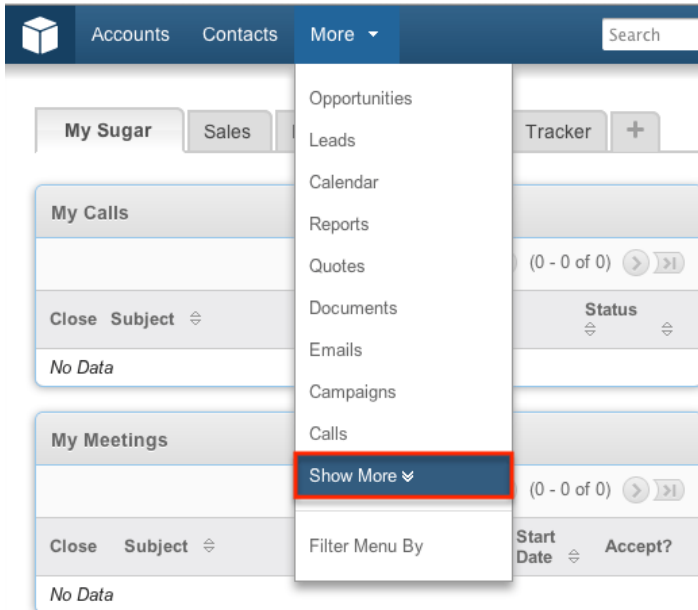 Accounts Contacts More Search
My Sugar Sales Tracker
Opportunities
Leads
Calendar
Reports
Quotes
Documents
Emails
Campaigns
Calls
Show More
Filter Menu By
My Calls
(0 - 0 of 0)
Close Subject Status
No Data
My Meetings
(0 - 0 of 0)
Close Subject Start Date Accept?
No Data